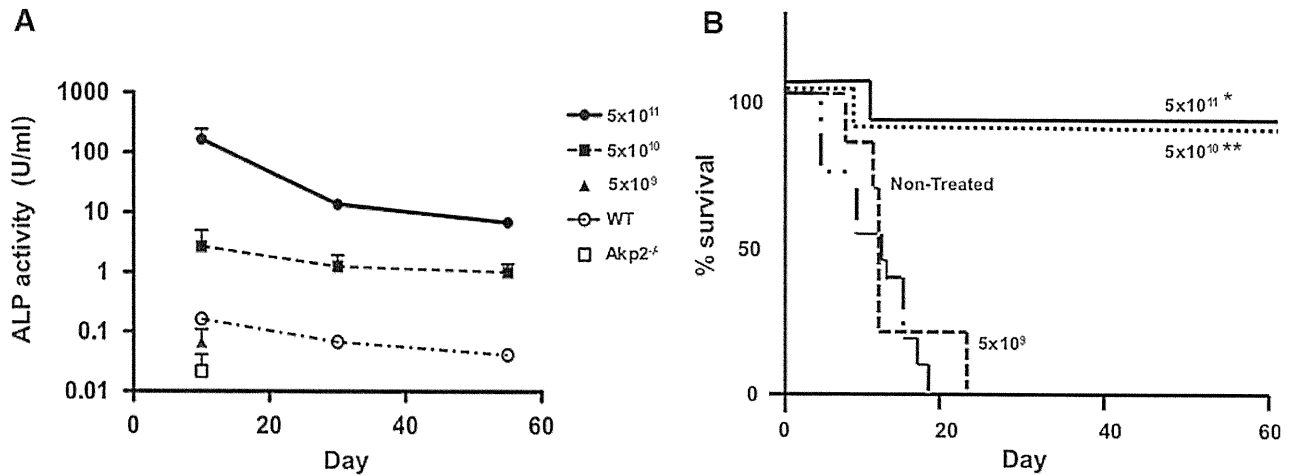 A
ALP activity (U/ml)
1000
100
10
1
0.1
0.01
0
20
40
60
Day
5x10¹¹
5x10¹⁰
5x10⁹
WT
Akp2⁻/⁻
B
% survival
100
50
0
0
20
40
60
Day
5x10¹¹ *
5x10¹⁰ **
Non-Treated
5x10⁹